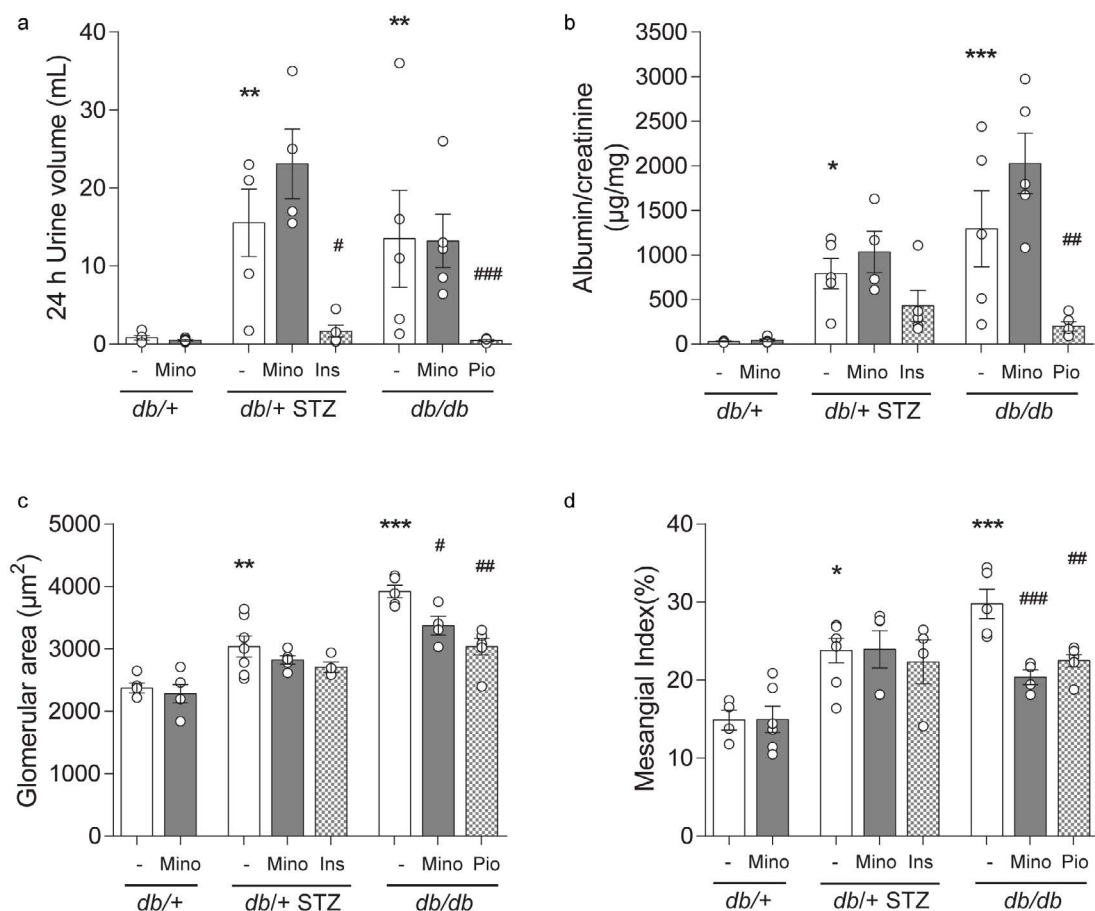 a
24 h Urine volume (mL)
40
30
20
10
0
**
**
#
###
- Mino - Mino Ins - Mino Pio
db/+ db/+ STZ db/db
b
Albumin/creatinine
(µg/mg)
3500
3000
2500
2000
1500
1000
500
0
***
*
##
- Mino - Mino Ins - Mino Pio
db/+ db/+ STZ db/db
c
Glomerular area (µm²)
5000
4000
3000
2000
1000
0
***
**
#
##
- Mino - Mino Ins - Mino Pio
db/+ db/+ STZ db/db
d
Mesangial Index(%)
40
30
20
10
0
***
*
##
###
- Mino - Mino Ins - Mino Pio
db/+ db/+ STZ db/db